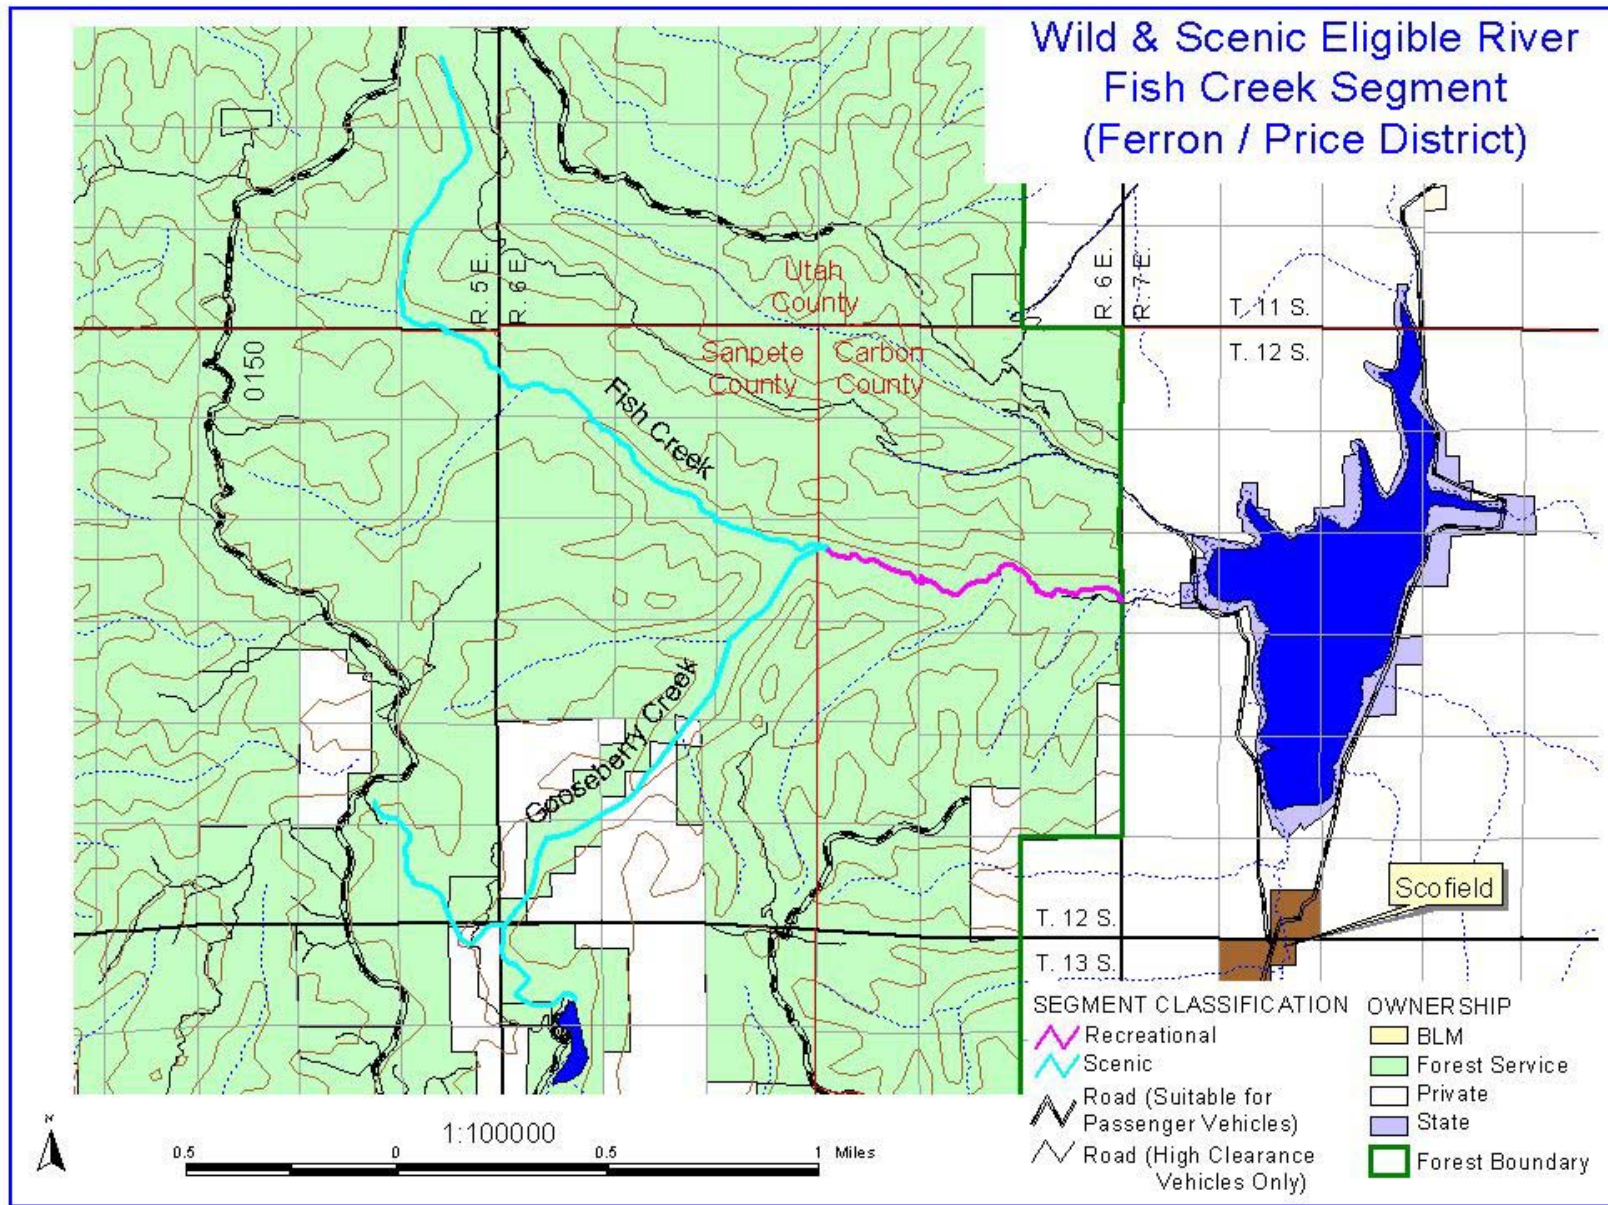 Wild & Scenic Eligible River
Fish Creek Segment
(Ferron / Price District)
R. 5E.
R. 6 E.
Utah
County
R. 6E.
R. 7E.
T. 11 S.
T. 12 S.
0150
Sanpete
County
Carbon
County
Fish Creek
Gooseberry Creek
Scofield
T. 12 S.
T. 13 S.
SEGMENT CLASSIFICATION
Recreational
Scenic
Road (Suitable for
Passenger Vehicles)
Road (High Clearance
Vehicles Only)
OWNERSHIP
BLM
Forest Service
Private
State
Forest Boundary
N
1:100000
0.5 0 0.5 1 Miles